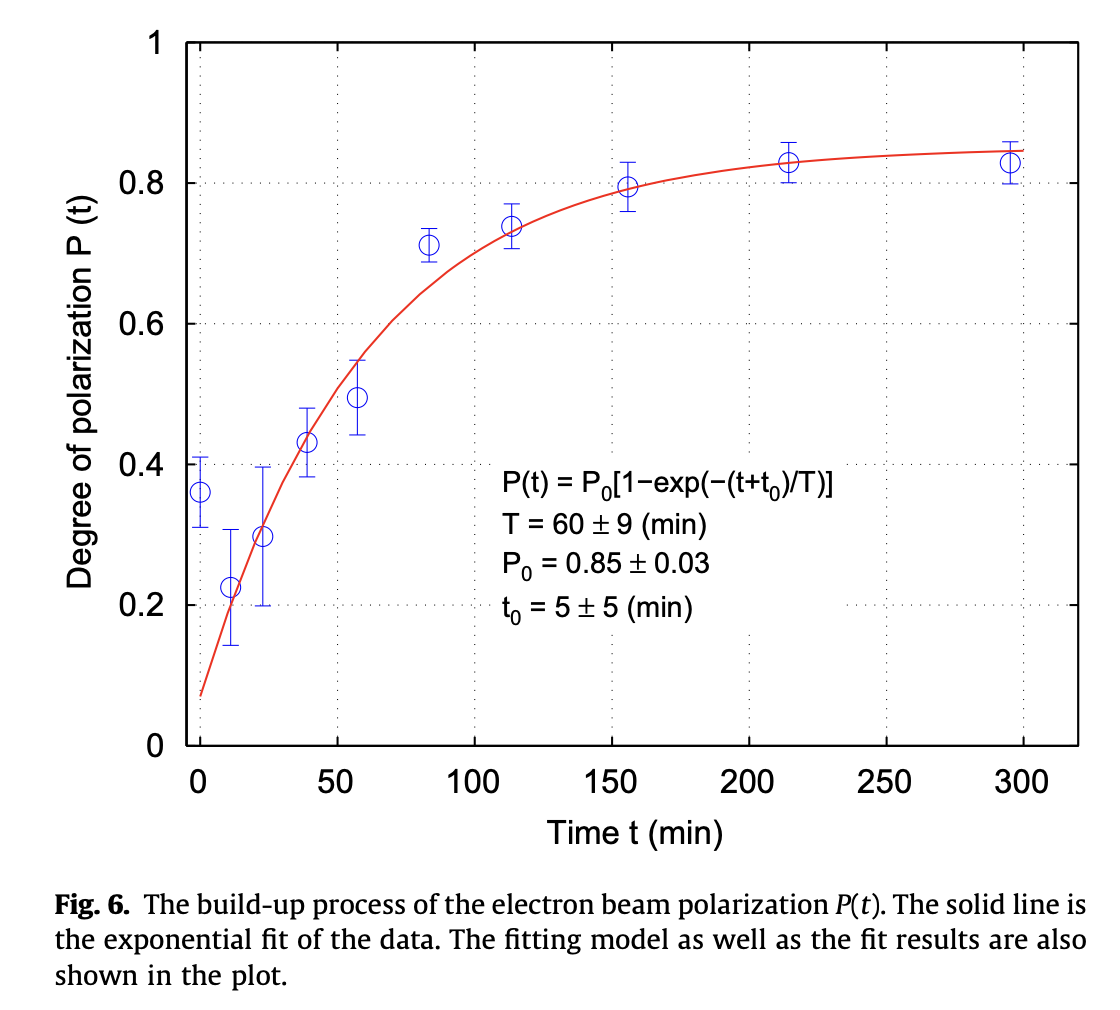 1
0.8
0.6
0.4
0.2
0
Degree of polarization P (t)
P(t) = P0[1−exp(−(t+t0)/T)]
T = 60 ± 9 (min)
P0 = 0.85 ± 0.03
t0 = 5 ± 5 (min)
0 50 100 150 200 250 300
Time t (min)
Fig. 6. The build-up process of the electron beam polarization P(t). The solid line is
the exponential fit of the data. The fitting model as well as the fit results are also
shown in the plot.